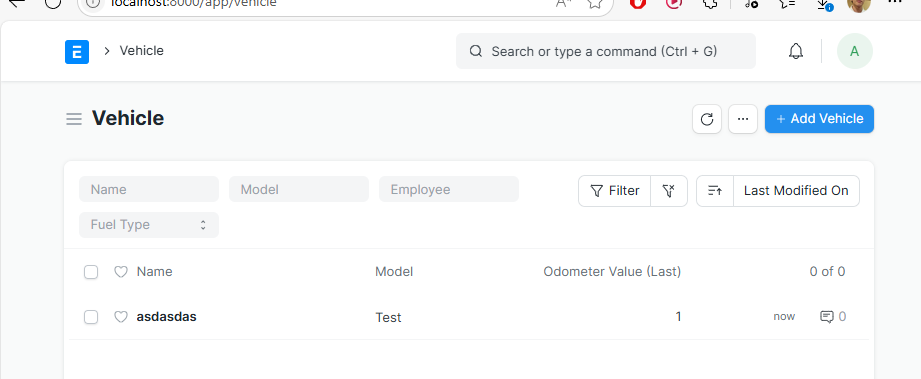 localhost:8000/app/vehicle
E
Vehicle
Search or type a command (Ctrl + G)
A
Vehicle
+ Add Vehicle
Name
Model
Employee
Filter
Last Modified On
Fuel Type
Name
Model
Odometer Value (Last)
0 of 0
asdasdas
Test
1
now
0